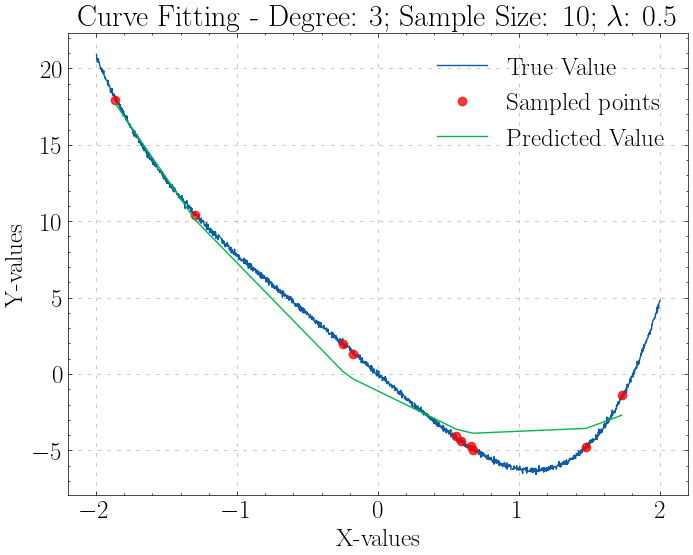 Curve Fitting - Degree: 3; Sample Size: 10; λ: 0.5
True Value
Sampled points
Predicted Value
Y-values
20
15
10
5
0
−5
−2
−1
0
1
2
X-values